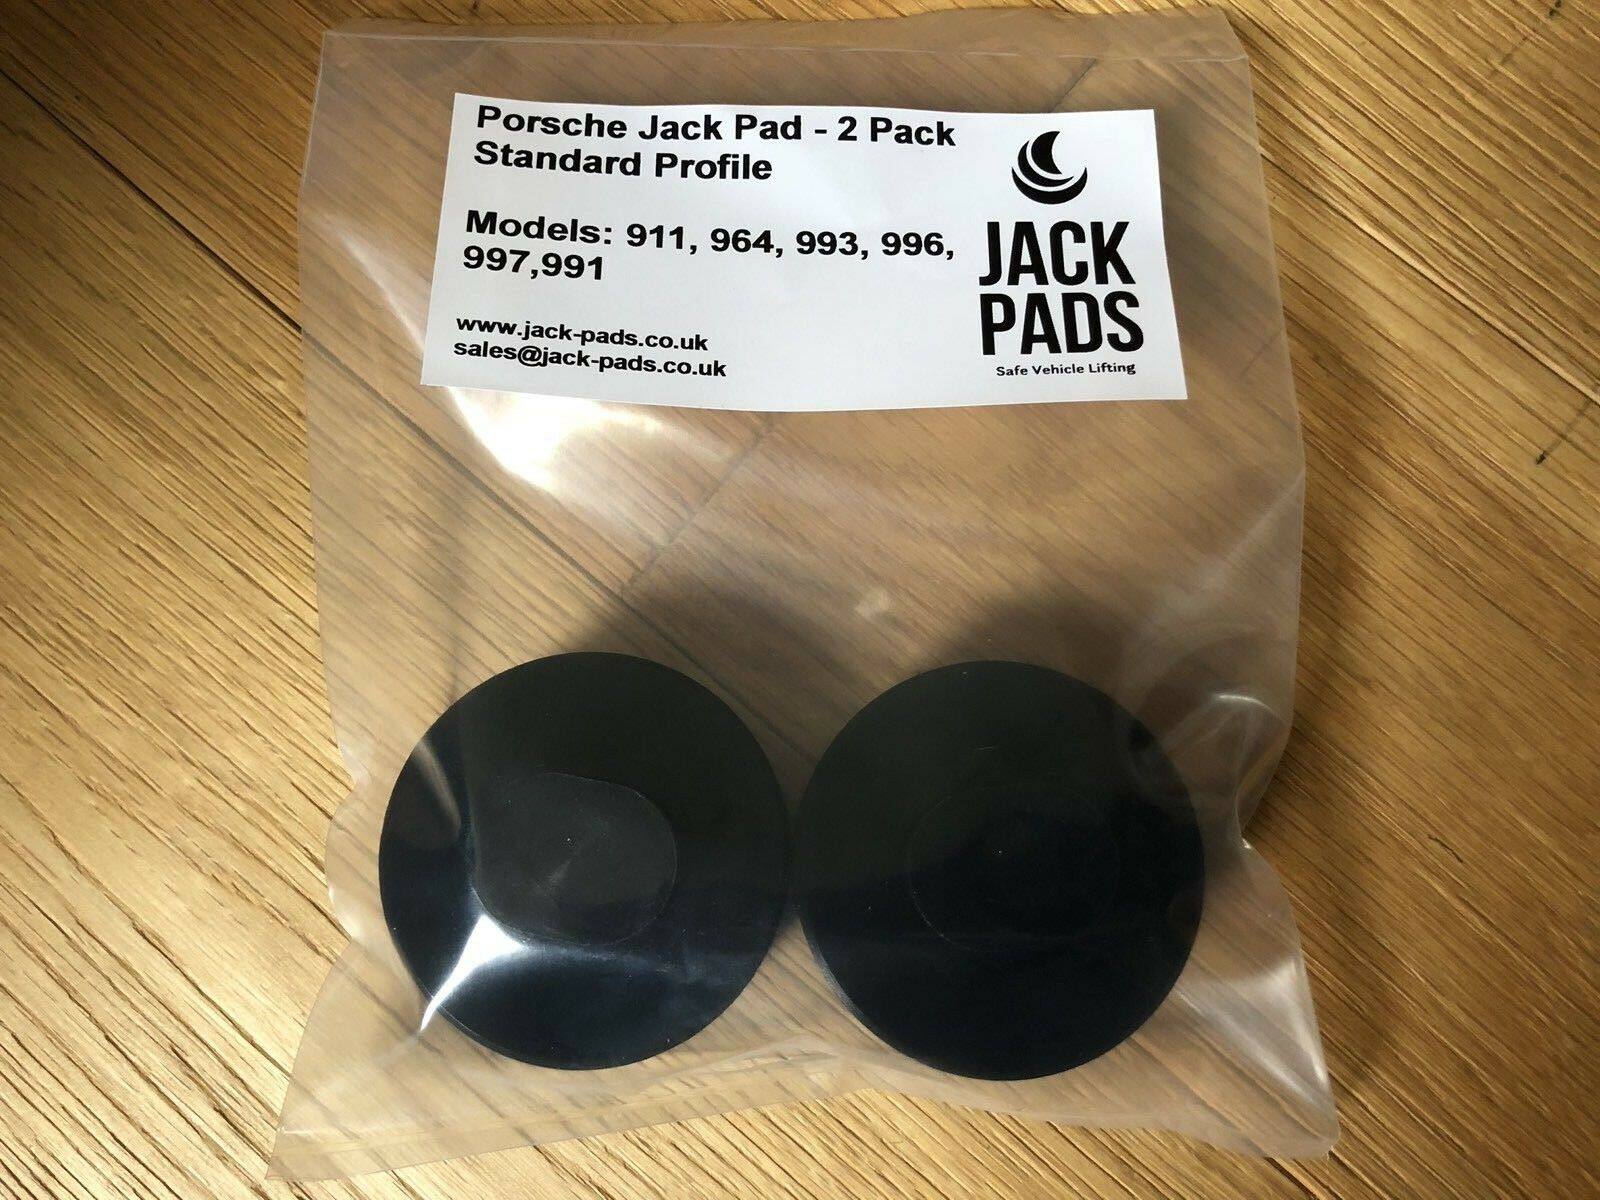 Porsche Jack Pad - 2 Pack
Standard Profile
Models: 911, 964, 993, 996,
997,991
www.jack-pads.co.uk
sales@jack-pads.co.uk
JACK
PADS
Safe Vehicle Lifting